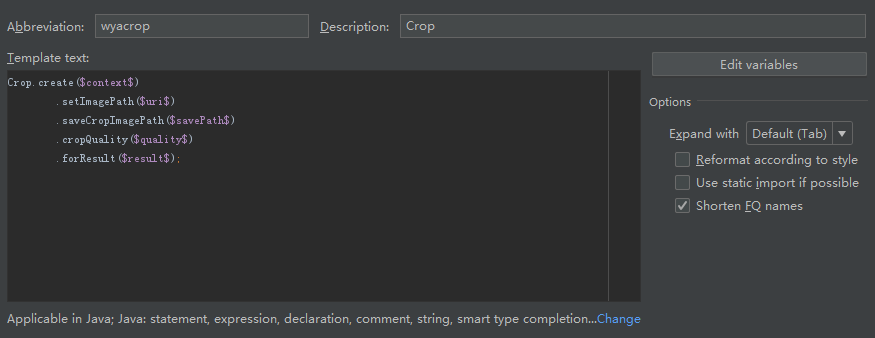 Abbreviation: wyacrop Description: Crop
Template text:
Crop.create($context$)
.setImagePath($uri$)
.saveCropImagePath($savePath$)
.cropQuality($quality$)
.forResult($result$);
Edit variables
Options
Expand with Default (Tab)
Reformat according to style
Use static import if possible
Shorten FQ names
Applicable in Java; Java: statement, expression, declaration, comment, string, smart type completion...Change